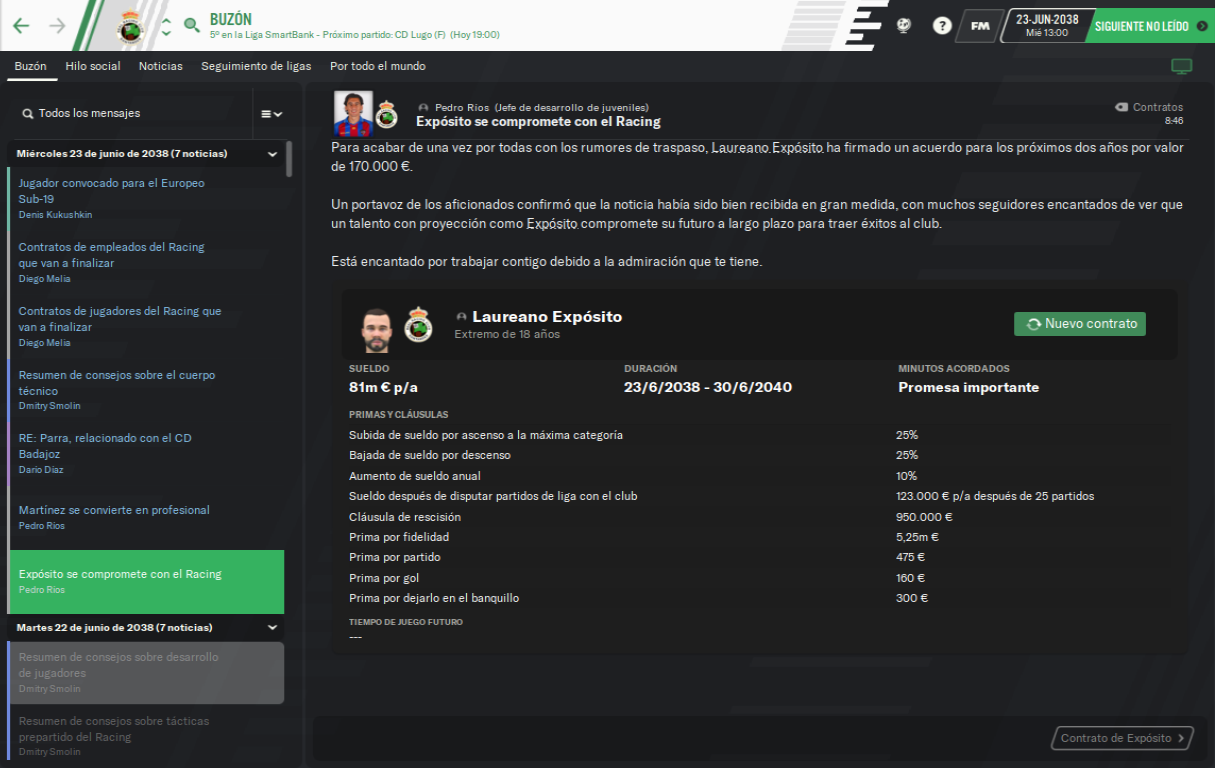 BUZÓN
5º en la Liga SmartBank - Próximo partido: CD Lugo (F) (Hoy 19:00)
?
FM
23-JUN-2038
Mié 13:00
SIGUIENTE NO LEÍDO
Buzón
Hilo social
Noticias
Seguimiento de ligas
Por todo el mundo
Todos los mensajes
Miércoles 23 de junio de 2038 (7 noticias)
Jugador convocado para el Europeo
Sub-19
Denis Kukushkin
Contratos de empleados del Racing
que van a finalizar
Diego Melia
Contratos de jugadores del Racing que
van a finalizar
Diego Melia
Resumen de consejos sobre el cuerpo
técnico
Dmitry Smolin
RE: Parra, relacionado con el CD
Badajoz
Darío Díaz
Martínez se convierte en profesional
Pedro Ríos
Expósito se compromete con el Racing
Pedro Ríos
Martes 22 de junio de 2038 (7 noticias)
Resumen de consejos sobre desarrollo
de jugadores
Dmitry Smolin
Resumen de consejos sobre tácticas
prepartido del Racing
Dmitry Smolin
Pedro Ríos (Jefe de desarrollo de juveniles)
Expósito se compromete con el Racing
Contratos
8:46
Para acabar de una vez por todas con los rumores de traspaso, Laureano Expósito ha firmado un acuerdo para los próximos dos años por valor
de 170.000 €.
Un portavoz de los aficionados confirmó que la noticia había sido bien recibida en gran medida, con muchos seguidores encantados de ver que
un talento con proyección como Expósito compromete su futuro a largo plazo para traer éxitos al club.
Está encantado por trabajar contigo debido a la admiración que te tiene.
Laureano Expósito
Extremo de 18 años
Nuevo contrato
SUELDO
81m € p/a
DURACIÓN
23/6/2038 - 30/6/2040
MINUTOS ACORDADOS
Promesa importante
PRIMAS Y CLÁUSULAS
Subida de sueldo por ascenso a la máxima categoría 25%
Bajada de sueldo por descenso 25%
Aumento de sueldo anual 10%
Sueldo después de disputar partidos de liga con el club 123.000 € p/a después de 25 partidos
Cláusula de rescisión 950.000 €
Prima por fidelidad 5,25m €
Prima por partido 475 €
Prima por gol 160 €
Prima por dejarlo en el banquillo 300 €
TIEMPO DE JUEGO FUTURO
---
Contrato de Expósito